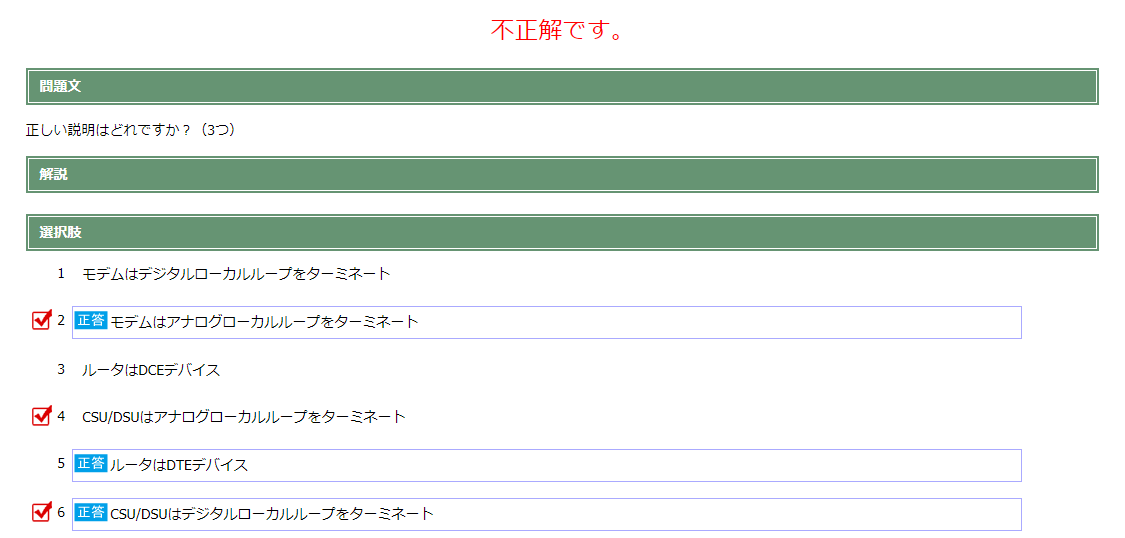 不正解です。
問題文
正しい説明はどれですか？（3つ）
解説
選択肢
1 モデムはデジタルローカルループをターミネート
2 正答 モデムはアナログローカルループをターミネート
3 ルータはDCEデバイス
4 CSU/DSUはアナログローカルループをターミネート
5 正答 ルータはDTEデバイス
6 正答 CSU/DSUはデジタルローカルループをターミネート